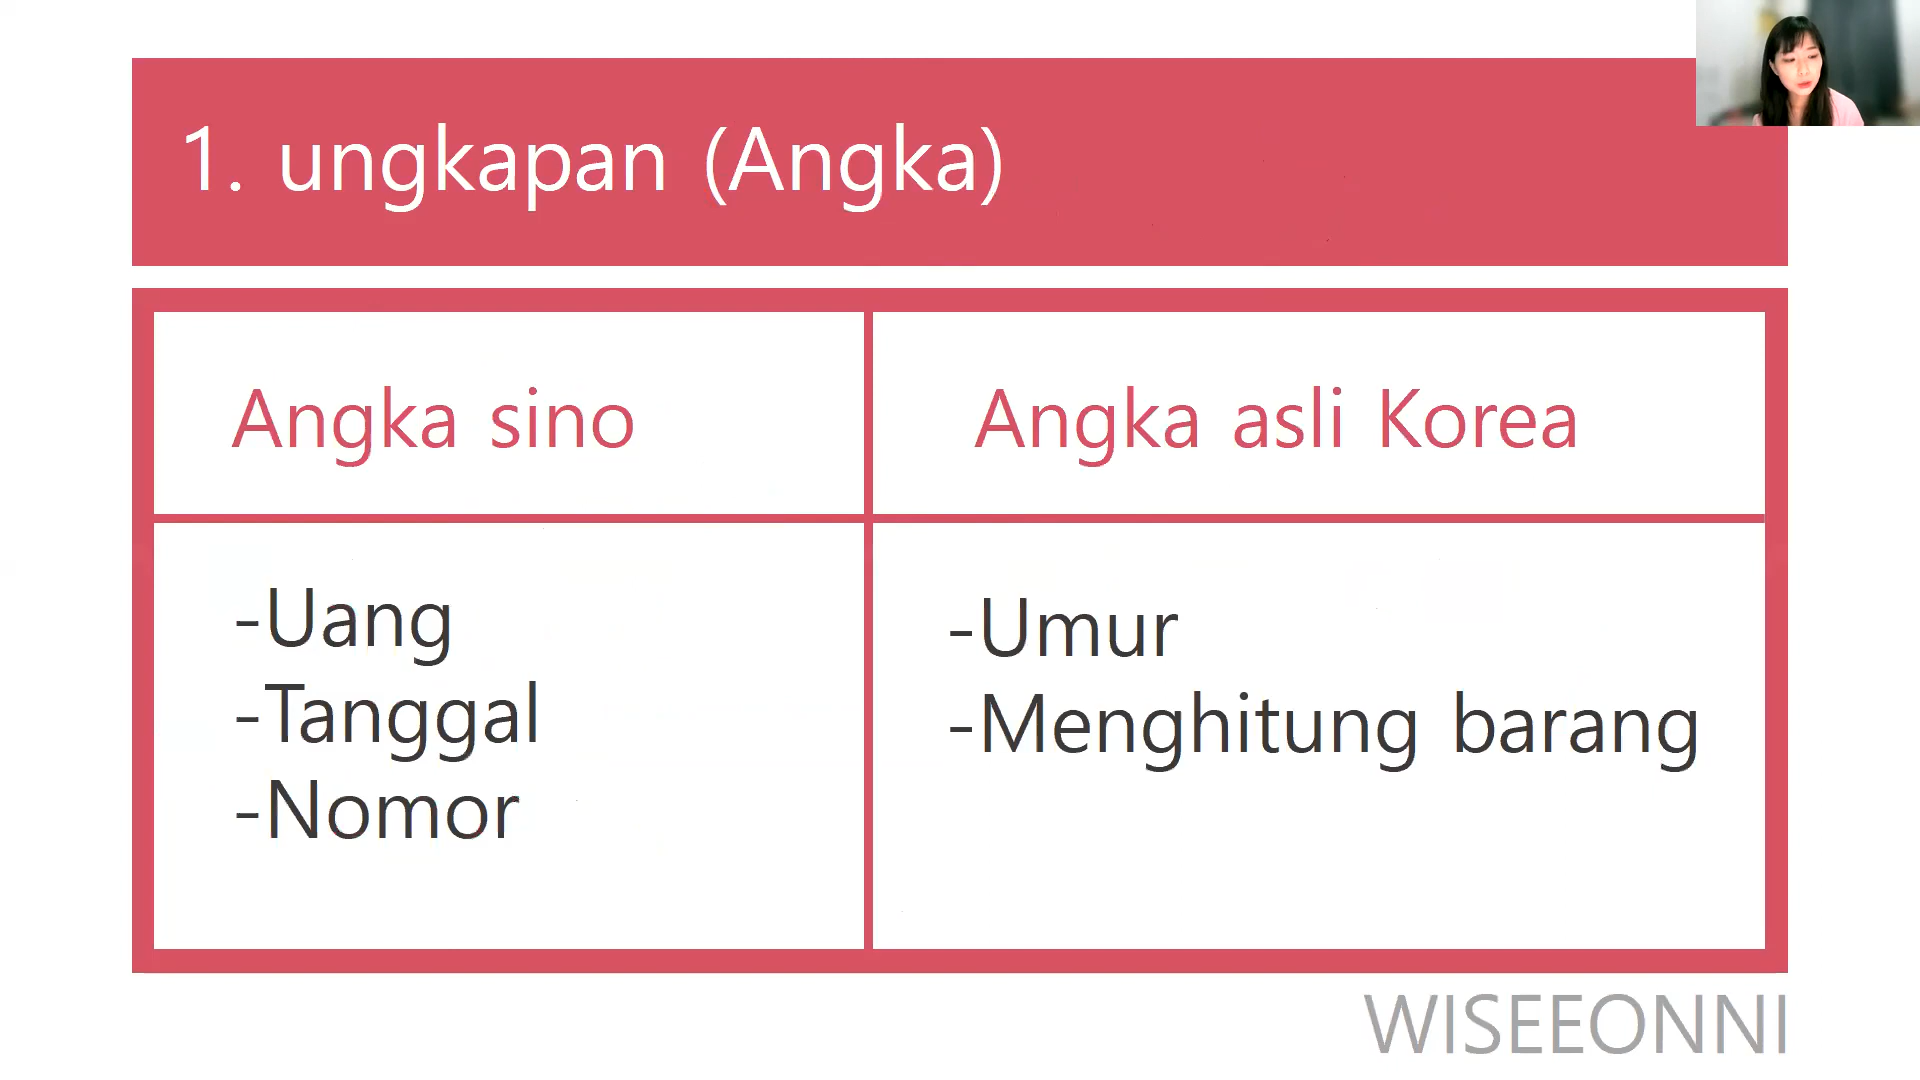 1. ungkapan (Angka)
Angka sino
Angka asli Korea
-Uang
-Tanggal
-Nomor
-Umur
-Menghitung barang
WISEEONNI